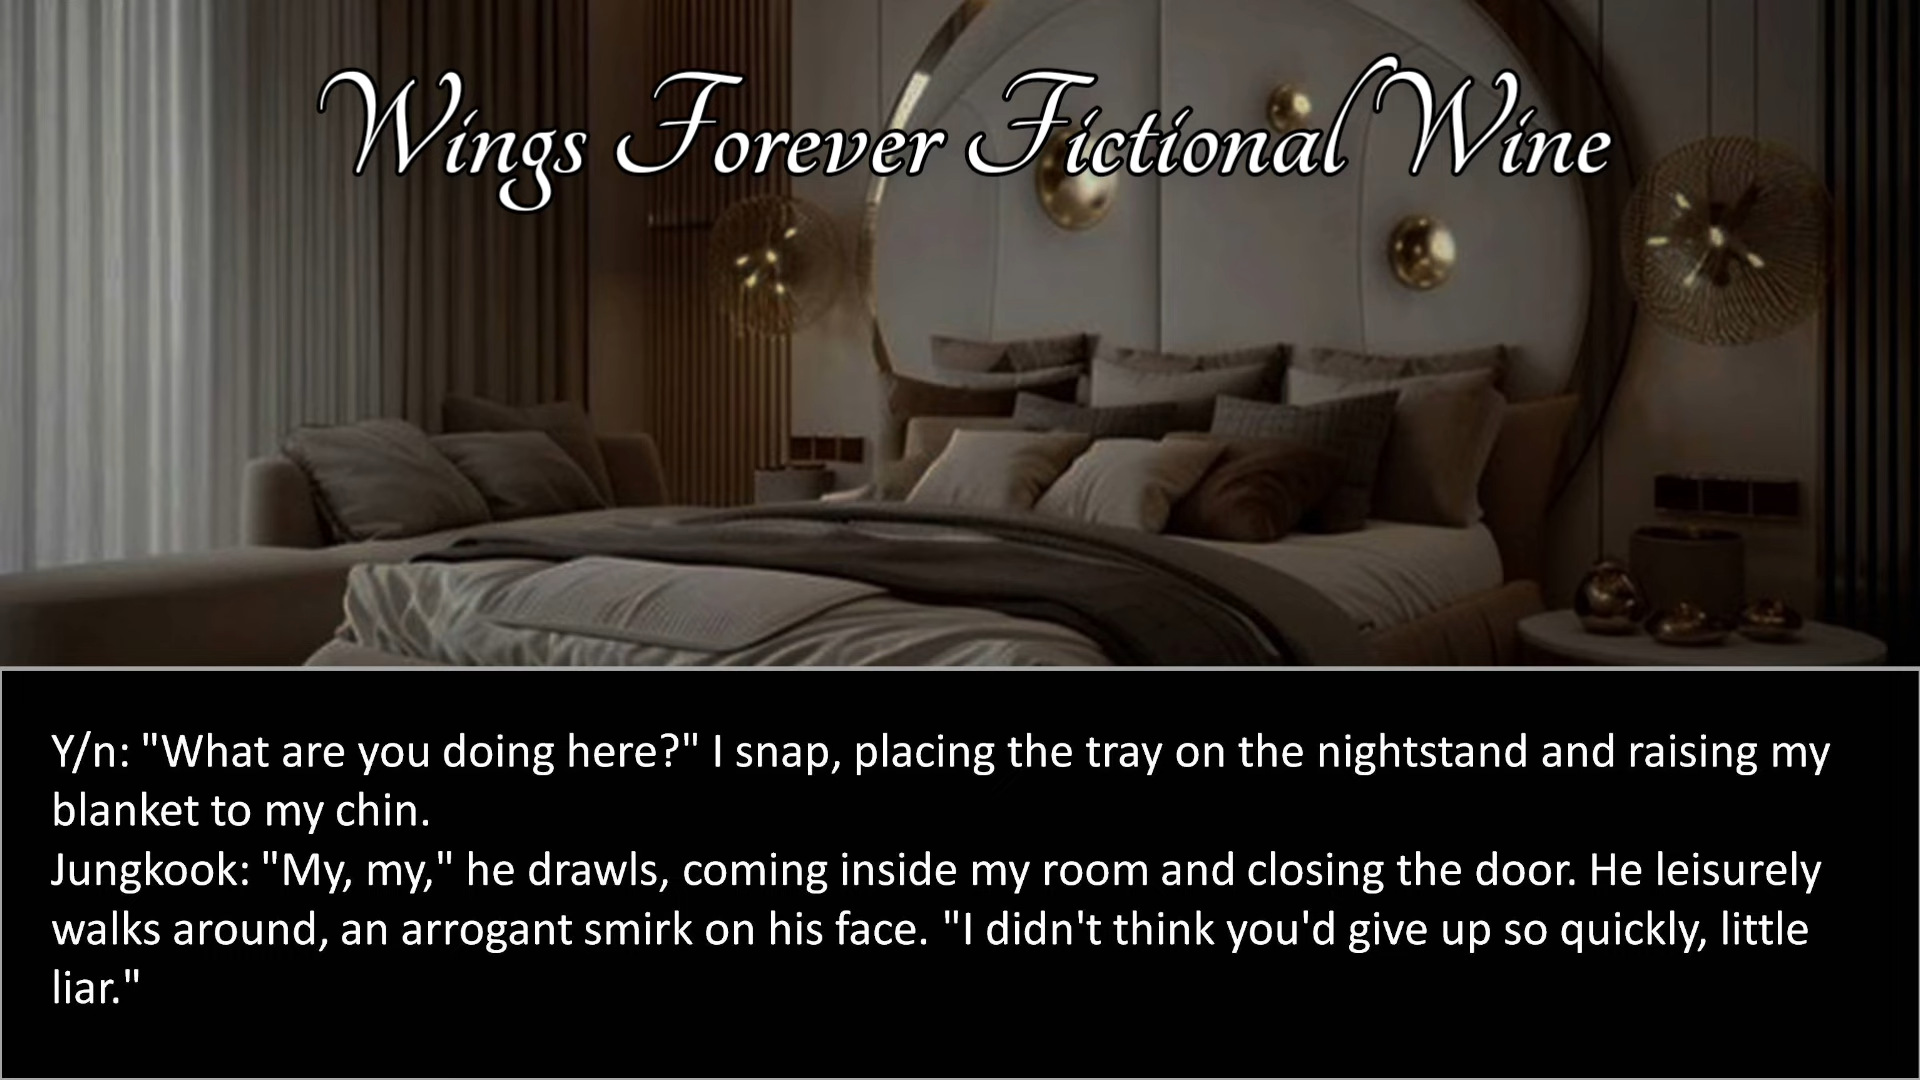 Wings Forever Fictional Wine
Y/n: "What are you doing here?" I snap, placing the tray on the nightstand and raising my
blanket to my chin.
Jungkook: "My, my," he drawls, coming inside my room and closing the door. He leisurely
walks around, an arrogant smirk on his face. "I didn't think you'd give up so quickly, little
liar."